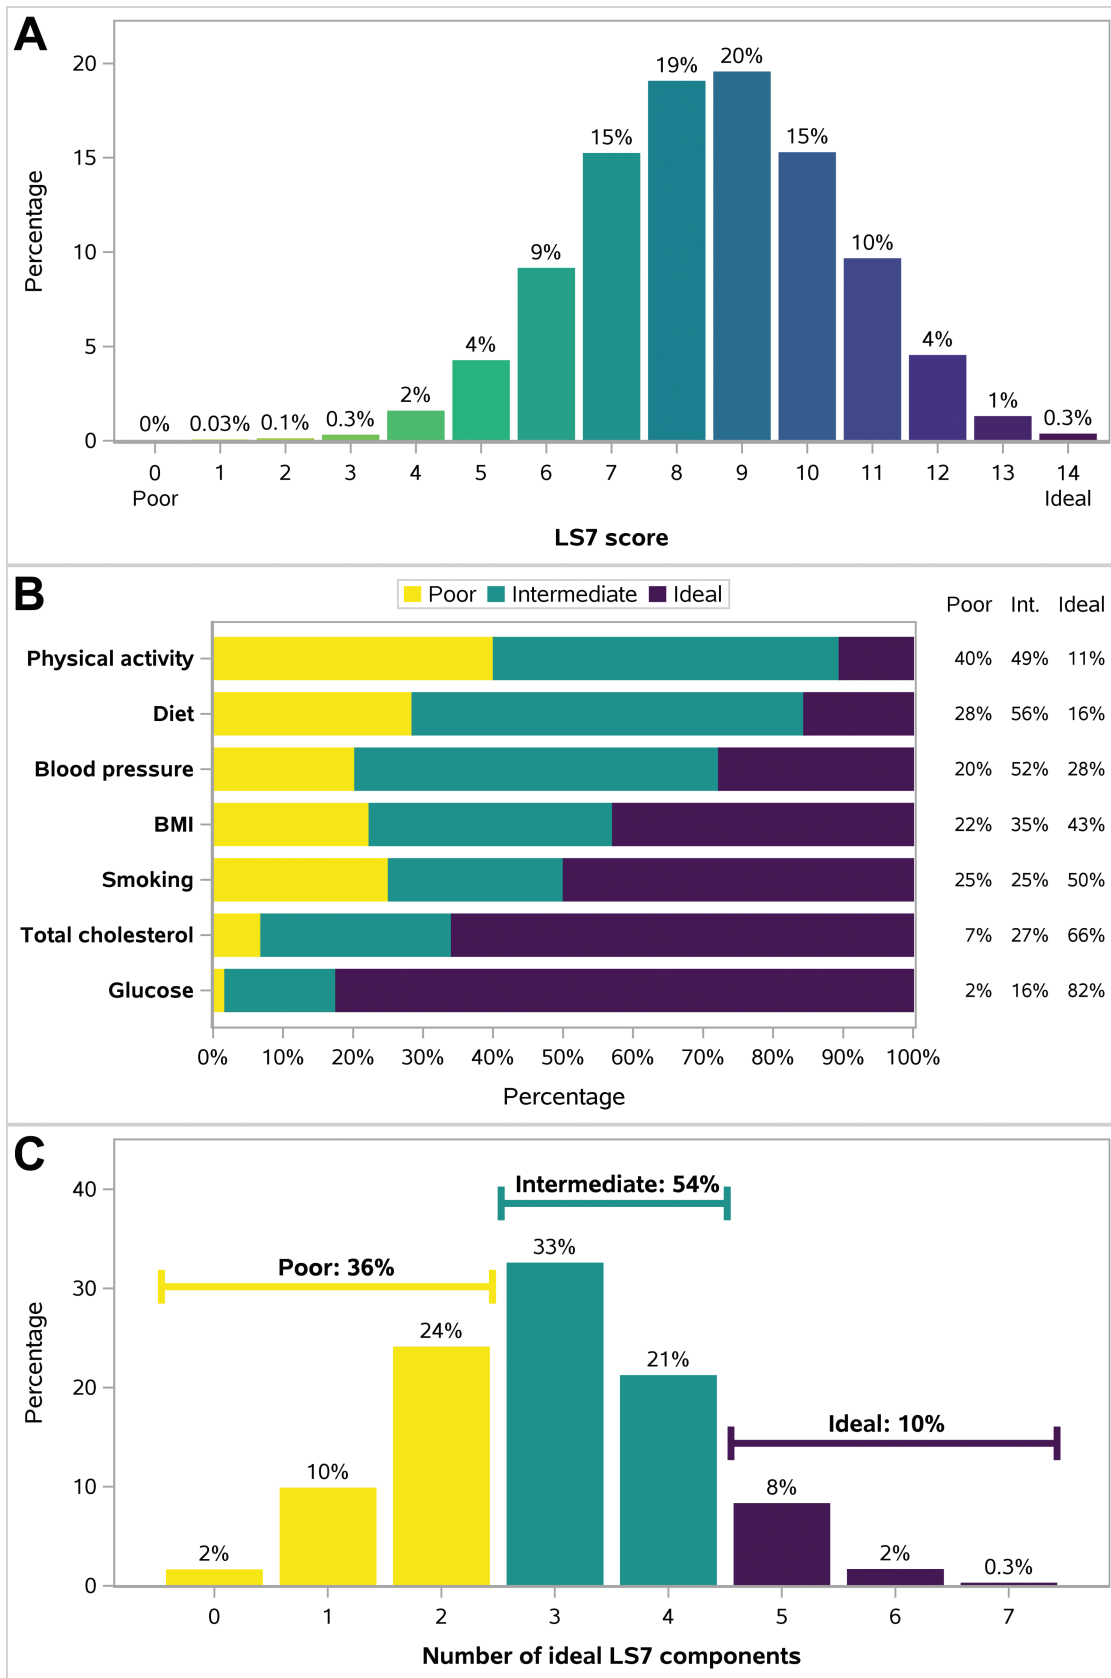 A
20%
19%
15%
15%
10%
9%
4%
4%
2%
1%
0%
0.03%
0.1%
0.3%
0.3%
20
15
10
5
0
Percentage
0 1 2 3 4 5 6 7 8 9 10 11 12 13 14
Poor Ideal
LS7 score
B
Poor Intermediate Ideal
Poor Int. Ideal
Physical activity 40% 49% 11%
Diet 28% 56% 16%
Blood pressure 20% 52% 28%
BMI 22% 35% 43%
Smoking 25% 25% 50%
Total cholesterol 7% 27% 66%
Glucose 2% 16% 82%
0% 10% 20% 30% 40% 50% 60% 70% 80% 90% 100%
Percentage
C
Intermediate: 54%
Poor: 36%
Ideal: 10%
33%
24%
21%
10%
8%
2%
2%
0.3%
40
30
20
10
0
Percentage
0 1 2 3 4 5 6 7
Number of ideal LS7 components